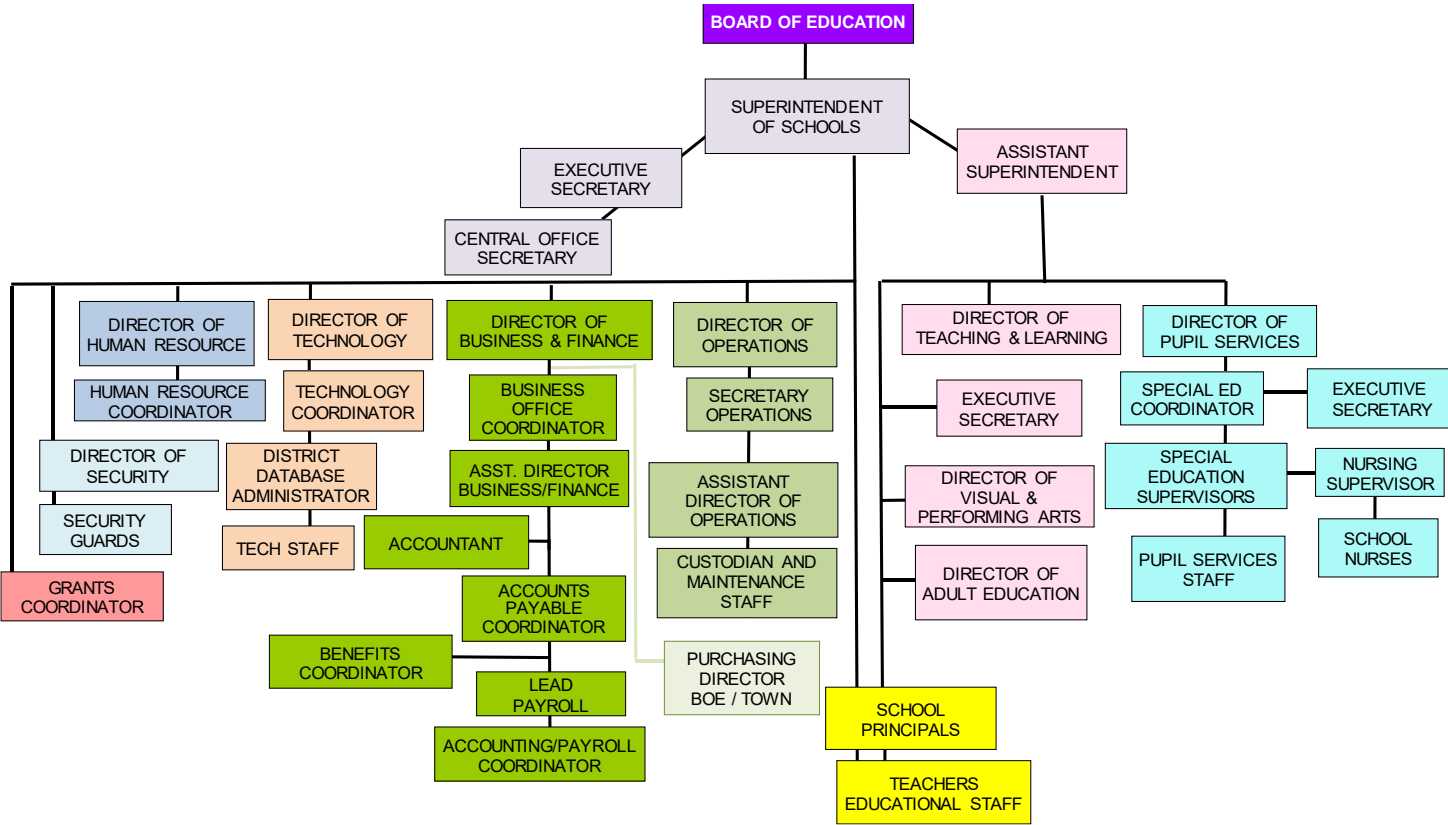 BOARD OF EDUCATION
SUPERINTENDENT
OF SCHOOLS
ASSISTANT
SUPERINTENDENT
EXECUTIVE
SECRETARY
CENTRAL OFFICE
SECRETARY
DIRECTOR OF
HUMAN RESOURCE
HUMAN RESOURCE
COORDINATOR
DIRECTOR OF
SECURITY
SECURITY
GUARDS
GRANTS
COORDINATOR
DIRECTOR OF
TECHNOLOGY
TECHNOLOGY
COORDINATOR
DISTRICT
DATABASE
ADMINISTRATOR
TECH STAFF
DIRECTOR OF
BUSINESS & FINANCE
BUSINESS
OFFICE
COORDINATOR
ASST. DIRECTOR
BUSINESS/FINANCE
ACCOUNTANT
ACCOUNTS
PAYABLE
COORDINATOR
BENEFITS
COORDINATOR
LEAD
PAYROLL
ACCOUNTING/PAYROLL
COORDINATOR
DIRECTOR OF
OPERATIONS
SECRETARY
OPERATIONS
ASSISTANT
DIRECTOR OF
OPERATIONS
CUSTODIAN AND
MAINTENANCE
STAFF
PURCHASING
DIRECTOR
BOE / TOWN
DIRECTOR OF
TEACHING & LEARNING
EXECUTIVE
SECRETARY
DIRECTOR OF
VISUAL &
PERFORMING ARTS
DIRECTOR OF
ADULT EDUCATION
SCHOOL
PRINCIPALS
TEACHERS
EDUCATIONAL STAFF
DIRECTOR OF
PUPIL SERVICES
SPECIAL ED
COORDINATOR
EXECUTIVE
SECRETARY
SPECIAL
EDUCATION
SUPERVISORS
NURSING
SUPERVISOR
PUPIL SERVICES
STAFF
SCHOOL
NURSES